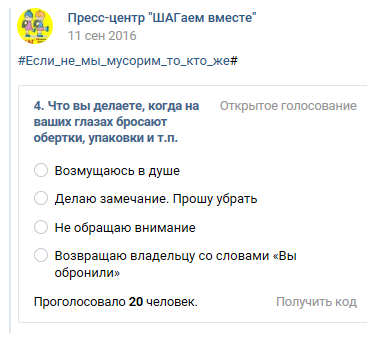 Пресс-центр "ШАГаем вместе"
11 сен 2016
#Если_не_мы_мусорим_то_кто_же#
4. Что вы делаете, когда на
ваших глазах бросают
обертки, упаковки и т.п.
Открытое голосование
Возмущаюсь в душе
Делаю замечание. Прошу убрать
Не обращаю внимание
Возвращаю владельцу со словами «Вы
обронили»
Проголосовало 20 человек.
Получить код